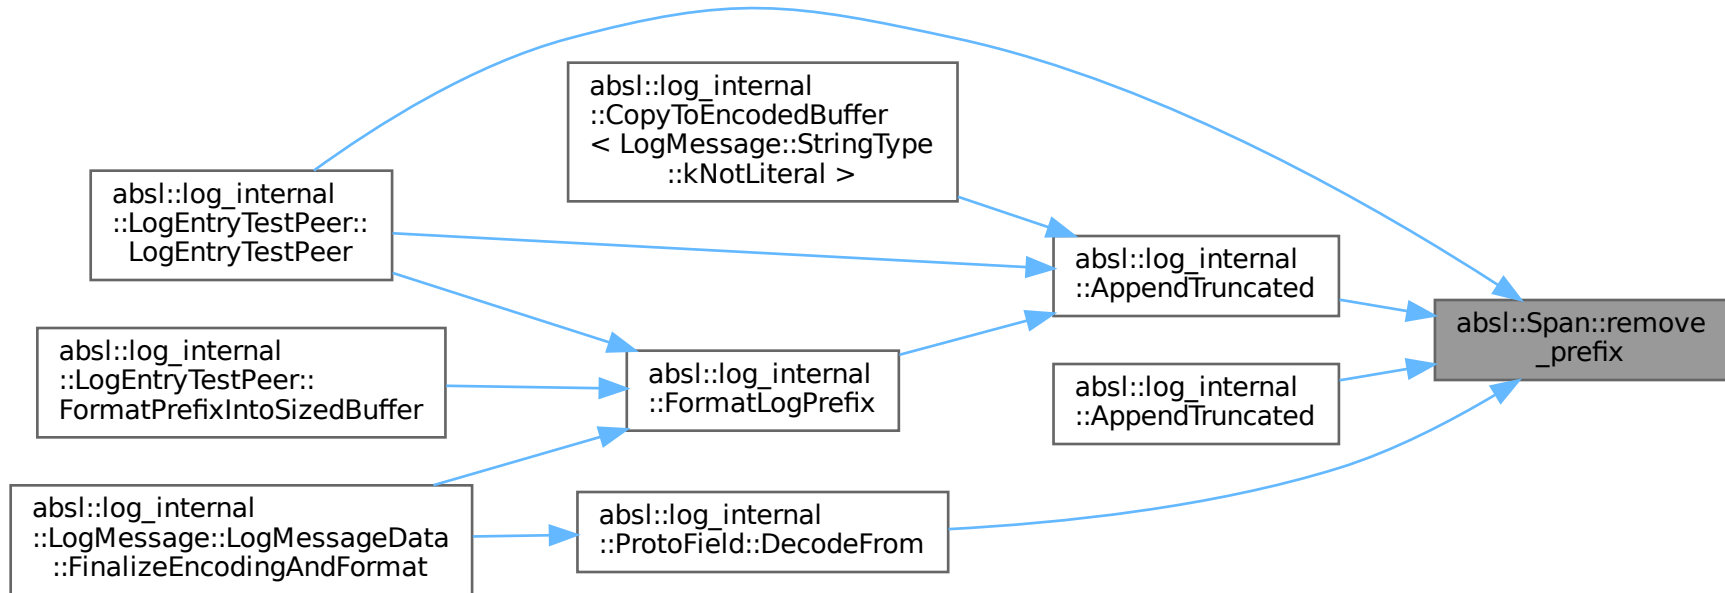 absl::log_internal
::CopyToEncodedBuffer
< LogMessage::StringType
::kNotLiteral >
absl::log_internal
::LogEntryTestPeer::
LogEntryTestPeer
absl::log_internal
::AppendTruncated
absl::Span::remove
_prefix
absl::log_internal
::LogEntryTestPeer::
FormatPrefixIntoSizedBuffer
absl::log_internal
::FormatLogPrefix
absl::log_internal
::AppendTruncated
absl::log_internal
::LogMessage::LogMessageData
::FinalizeEncodingAndFormat
absl::log_internal
::ProtoField::DecodeFrom